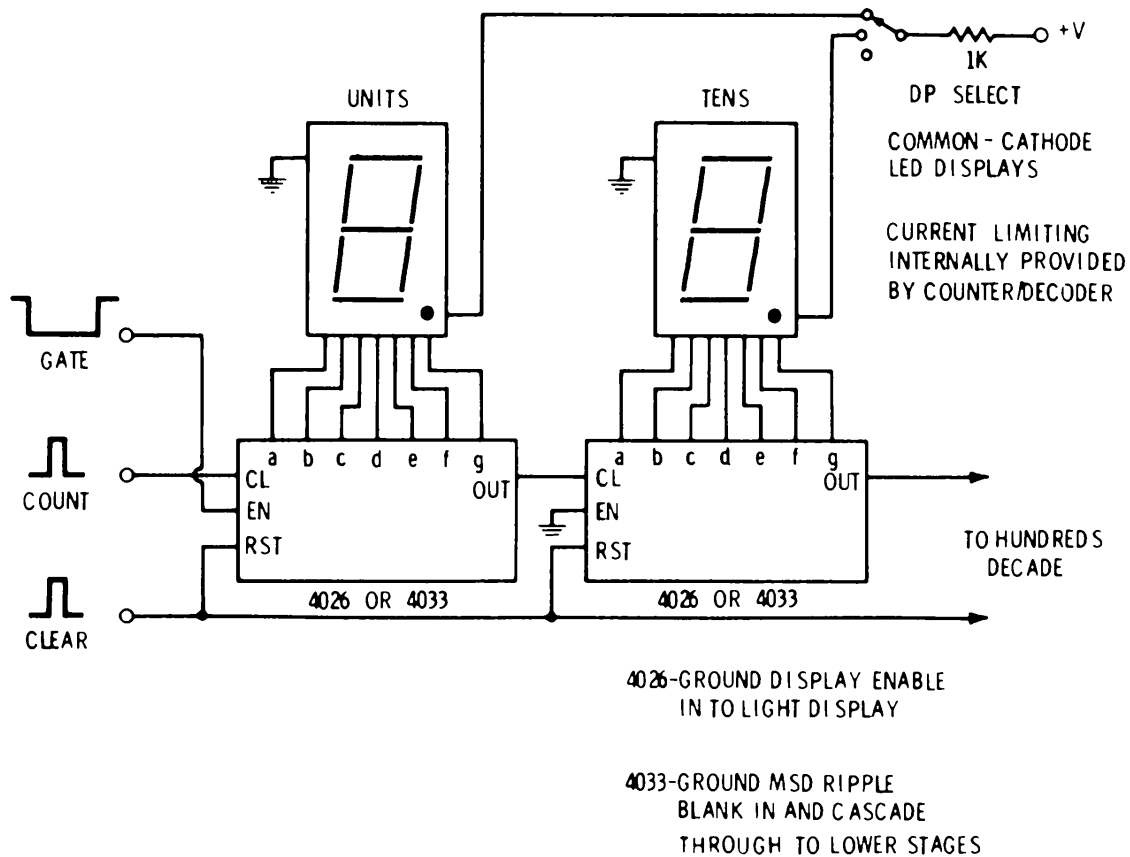 +V
1K
DP SELECT
UNITS
TENS
COMMON-CATHODE
LED DISPLAYS
CURRENT LIMITING
INTERNALLY PROVIDED
BY COUNTER/DECODER
GATE
COUNT
CLEAR
a b c d e f g
CL
EN
RST
OUT
4026 OR 4033
a b c d e f g
CL
EN
RST
OUT
4026 OR 4033
TO HUNDREDS
DECADE
4026-GROUND DISPLAY ENABLE
IN TO LIGHT DISPLAY
4033-GROUND MSD RIPPLE
BLANK IN AND CASCADE
THROUGH TO LOWER STAGES